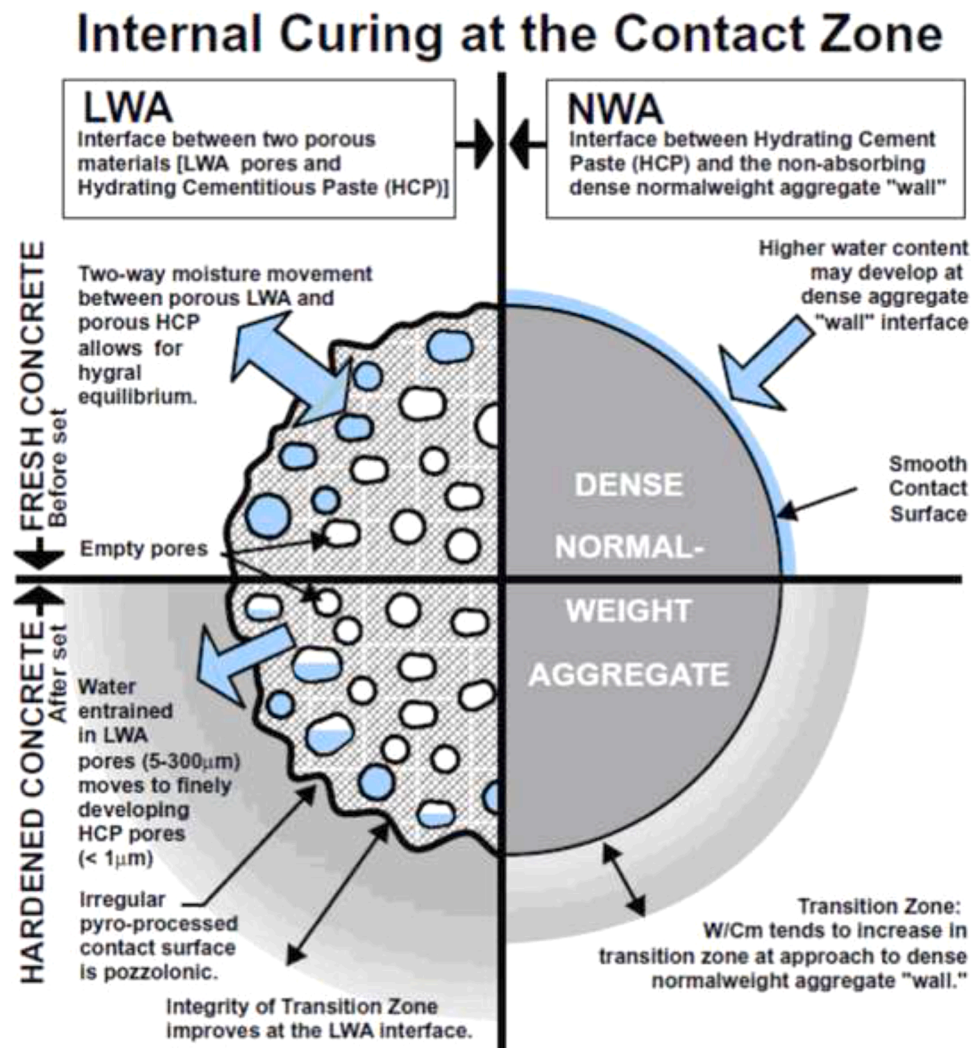 Internal Curing at the Contact Zone
LWA
Interface between two porous
materials [LWA pores and
Hydrating Cementitious Paste (HCP)]
NWA
Interface between Hydrating Cement
Paste (HCP) and the non-absorbing
dense normalweight aggregate "wall"
FRESH CONCRETE
Before set
Two-way moisture movement
between porous LWA and
porous HCP
allows for
hygral
equilibrium.
Higher water content
may develop at
dense aggregate
"wall" interface
Smooth
Contact
Surface
Empty pores
DENSE
NORMAL-
WEIGHT
AGGREGATE
HARDENED CONCRETE
After set
Water
entrained
in LWA
pores (5-300µm)
moves to finely
developing
HCP pores
(< 1µm)
Irregular
pyro-processed
contact surface
is pozzolonic.
Integrity of Transition Zone
improves at the LWA interface.
Transition Zone:
W/Cm tends to increase in
transition zone at approach to dense
normalweight aggregate "wall."